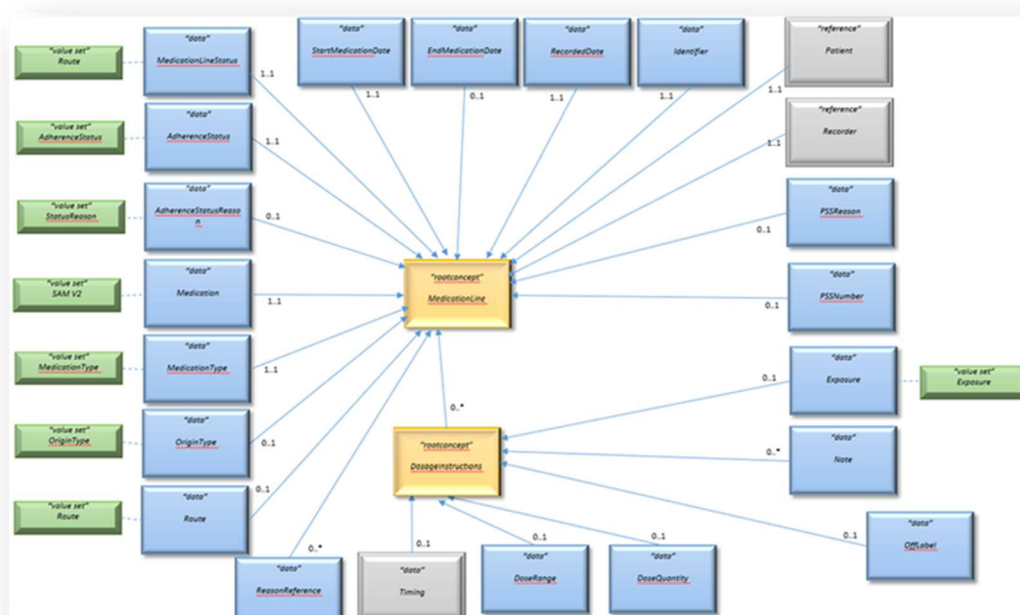 "value set"
Route
"data"
MedicationLineStatus
1..1
"data"
StartMedicationDate
1..1
"data"
EndMedicationDate
0..1
"data"
RecordedDate
1..1
"data"
Identifier
1..1
"reference"
Patient
1..1
"value set"
AdherenceStatus
"data"
AdherenceStatus
1..1
"reference"
Recorder
1..1
"value set"
StatusReason
"data"
AdherenceStatusReaso
n
0..1
"data"
PSSReason
0..1
"value set"
SAM V2
"data"
Medication
1..1
"rootconcept"
MedicationLine
"data"
PSSNumber
0..1
"value set"
MedicationType
"data"
MedicationType
1..1
"data"
Exposure
0..1
"value set"
Exposure
"value set"
OriginType
"data"
OriginType
0..1
0..*
"rootconcept"
DosageInstructions
"data"
Note
0..*
"value set"
Route
"data"
Route
0..1
"data"
ReasonReference
0..*
"data"
Timing
0..1
"data"
DoseRange
0..1
"data"
DoseQuantity
0..1
"data"
OffLabel
0..1